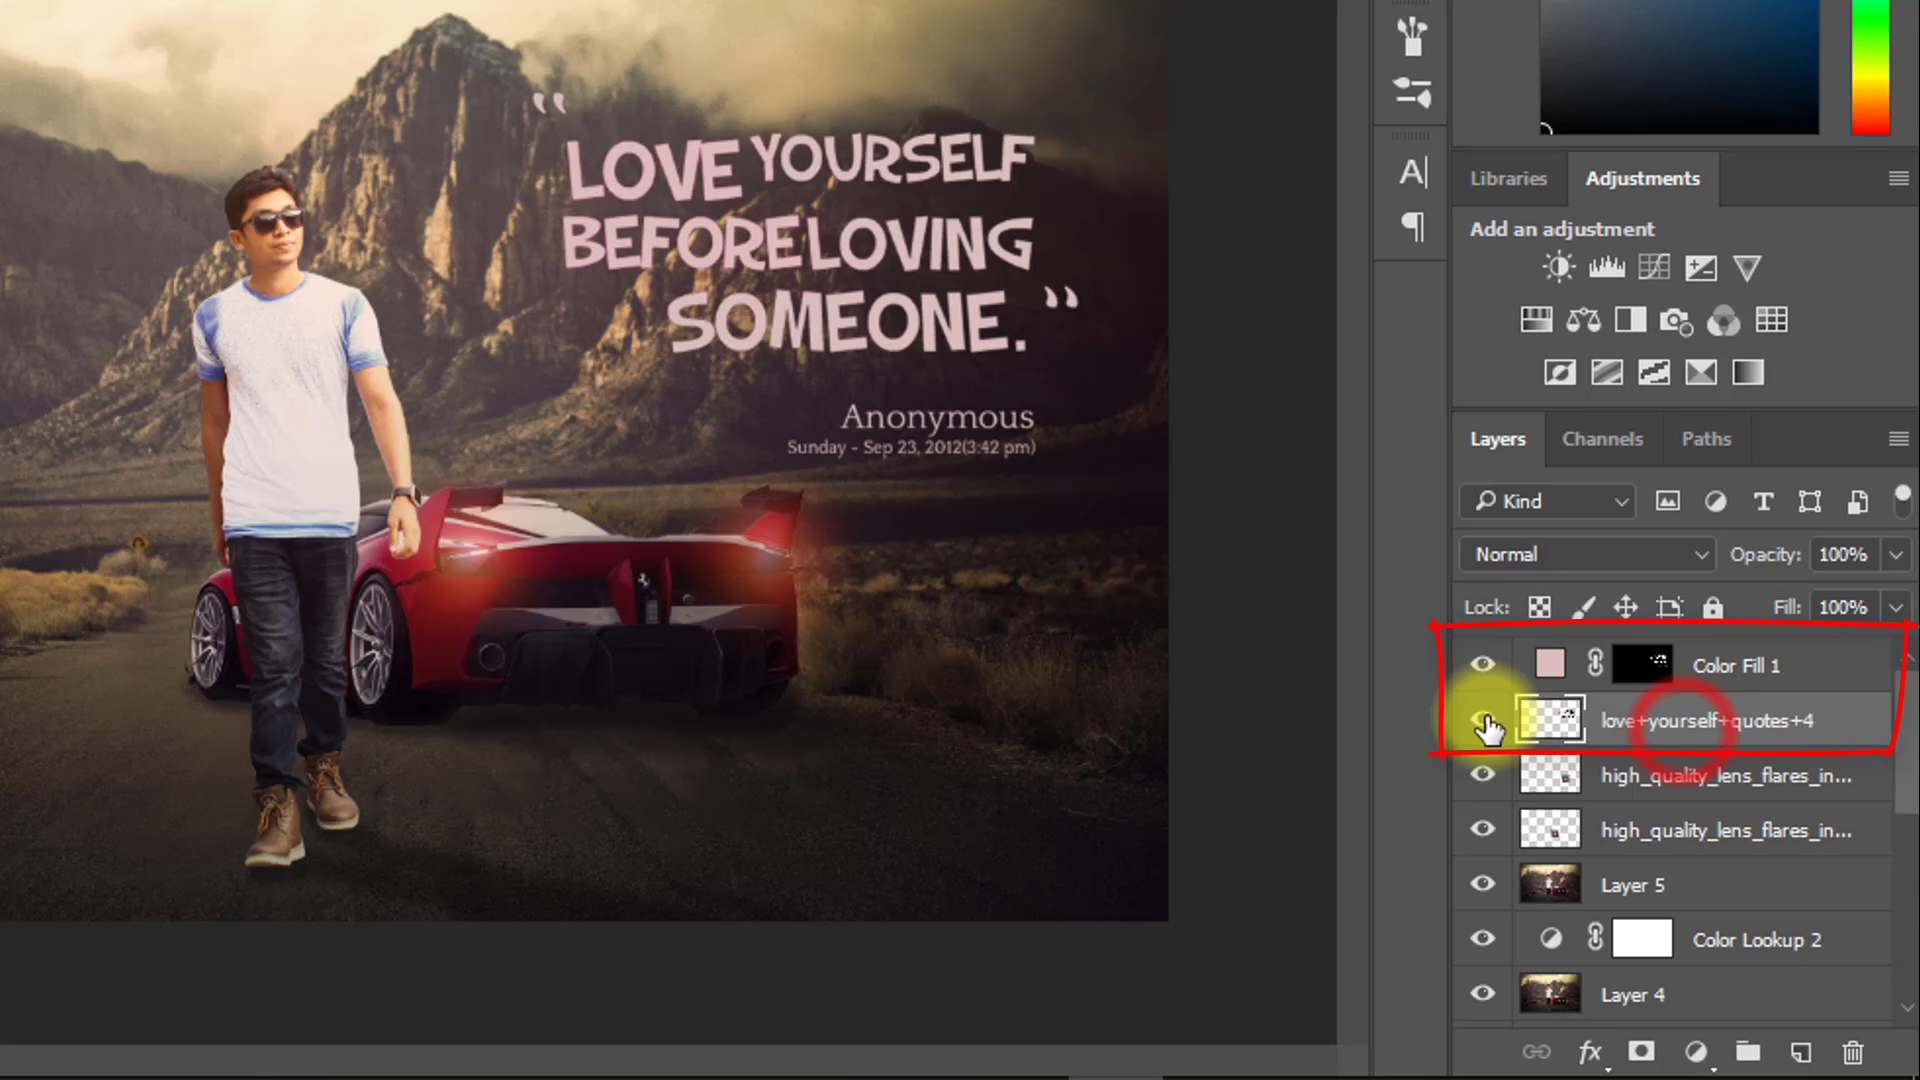 “
LOVE YOURSELF
BEFORE LOVING
SOMEONE. ”
Anonymous
Sunday - Sep 23, 2012(3:42 pm)
Libraries Adjustments
Add an adjustment
Layers Channels Paths
Kind
Normal Opacity: 100%
Lock: Fill: 100%
Color Fill 1
love+yourself+quotes+4
high_quality_lens_flares_in...
high_quality_lens_flares_in...
Layer 5
Color Lookup 2
Layer 4
fx